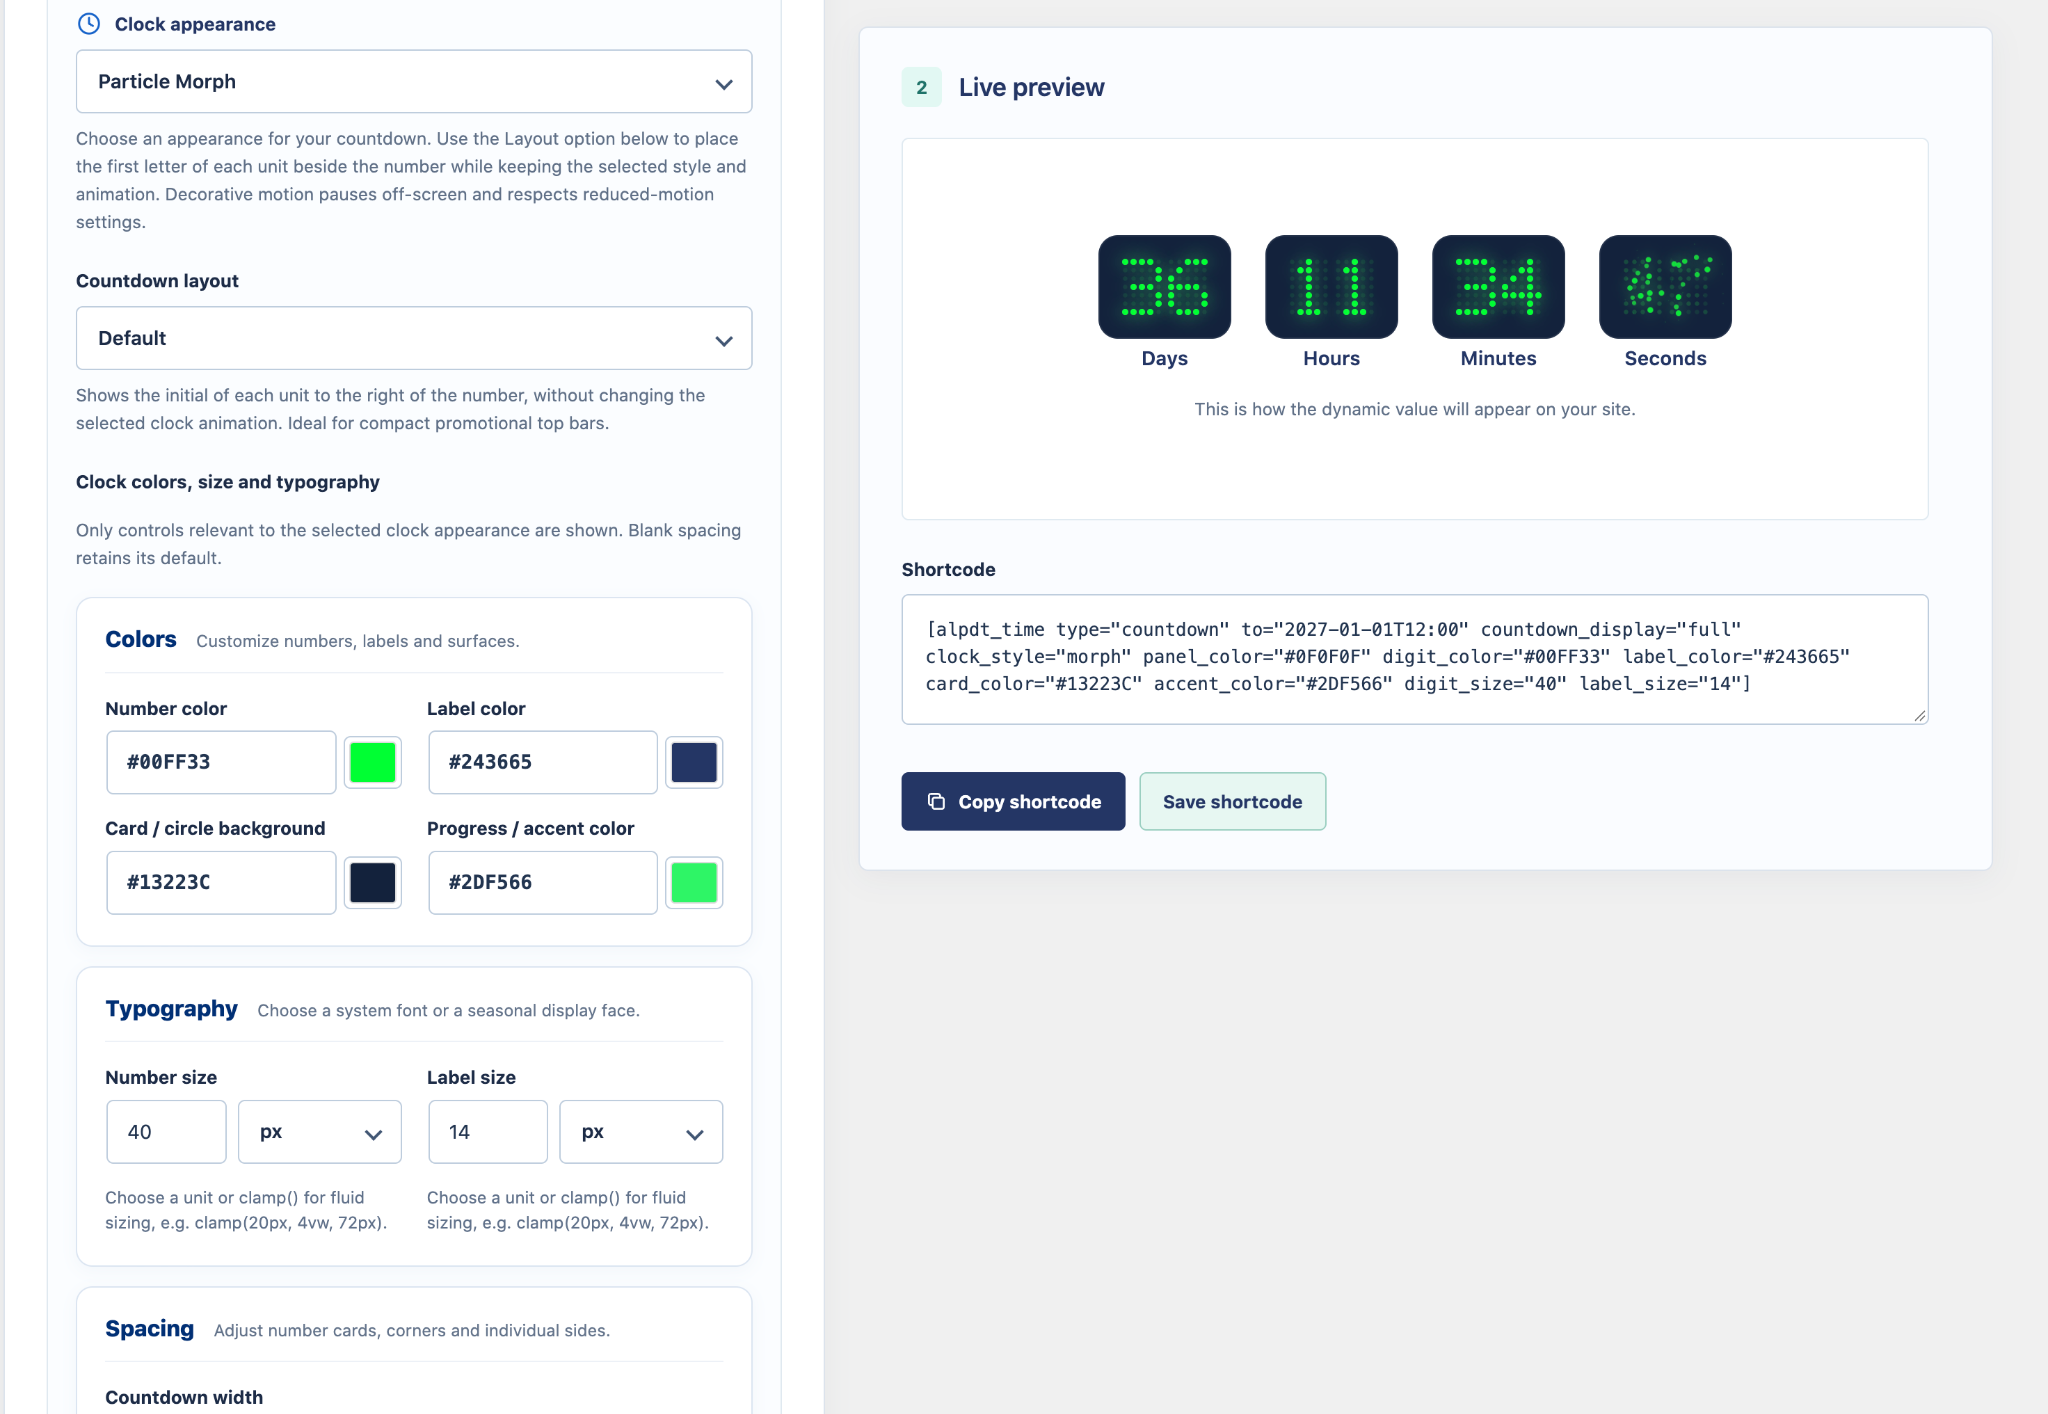 Clock appearance
Particle Morph
Choose an appearance for your countdown. Use the Layout option below to place
the first letter of each unit beside the number while keeping the selected style and
animation. Decorative motion pauses off-screen and respects reduced-motion
settings.
Countdown layout
Default
Shows the initial of each unit to the right of the number, without changing the
selected clock animation. Ideal for compact promotional top bars.
Clock colors, size and typography
Only controls relevant to the selected clock appearance are shown. Blank spacing
retains its default.
Colors Customize numbers, labels and surfaces.
Number color Label color
#00FF33 #243665
Card / circle background Progress / accent color
#13223C #2DF566
Typography Choose a system font or a seasonal display face.
Number size Label size
40 px 14 px
Choose a unit or clamp() for fluid
sizing, e.g. clamp(20px, 4vw, 72px).
Choose a unit or clamp() for fluid
sizing, e.g. clamp(20px, 4vw, 72px).
Spacing Adjust number cards, corners and individual sides.
Countdown width
2 Live preview
36 11 34
Days Hours Minutes Seconds
This is how the dynamic value will appear on your site.
Shortcode
[alpdt_time type="countdown" to="2027-01-01T12:00" countdown_display="full"
clock_style="morph" panel_color="#0F0F0F" digit_color="#00FF33" label_color="#243665"
card_color="#13223C" accent_color="#2DF566" digit_size="40" label_size="14"]
Copy shortcode Save shortcode